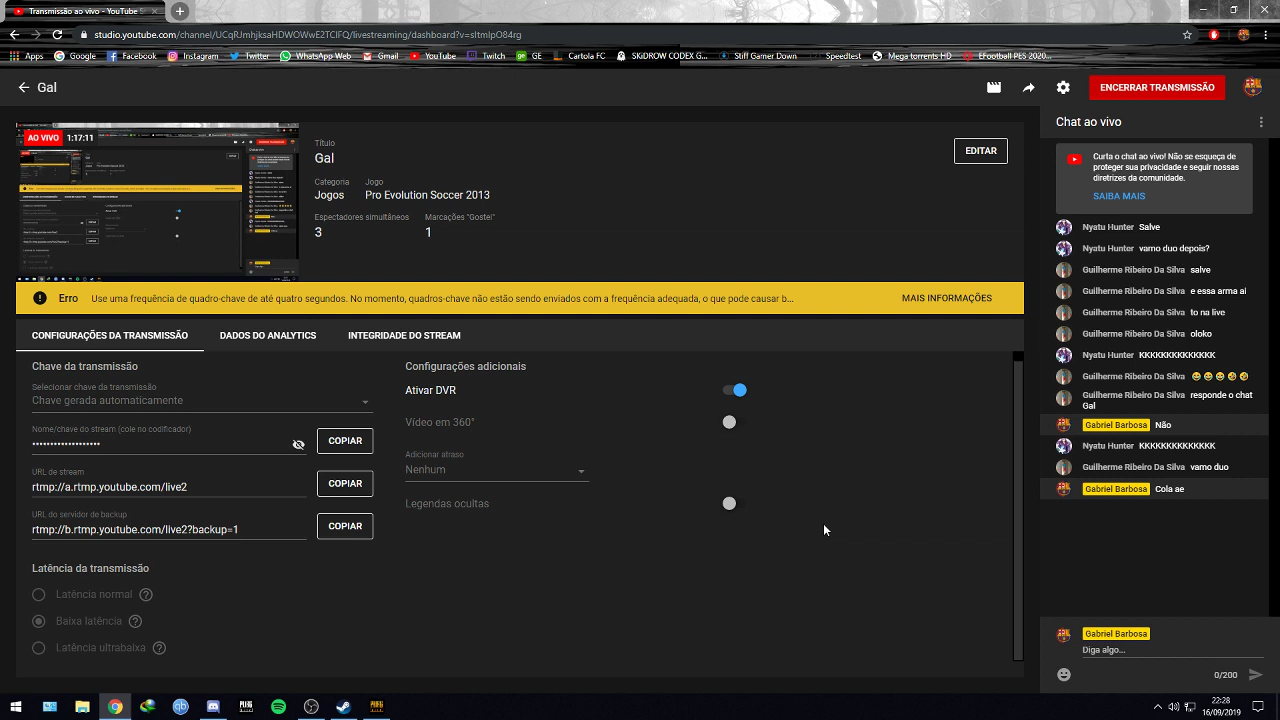 Transmissão ao vivo - YouTube S
studio.youtube.com/channel/UCqRJmhjksaHDWOWwE2TClFQ/livestreaming/dashboard?v=sltmlpC84rg
Apps Google Facebook Instagram Twitter WhatsApp Web Gmail YouTube Twitch GE Cartola FC SKiDROW CODEX G... Stiff Gamer Down Speedtest Mega torrents HD EFootball PES 2020...
Gal
ENCERRAR TRANSMISSÃO
AO VIVO 1:17:11
Título
Gal
EDITAR
Categoria Jogo
Jogos Pro Evolution Soccer 2013
Espectadores simultâneos Marcações "Gostei"
3 1
Erro Use uma frequência de quadro-chave de até quatro segundos. No momento, quadros-chave não estão sendo enviados com a frequência adequada, o que pode causar b... MAIS INFORMAÇÕES
CONFIGURAÇÕES DA TRANSMISSÃO DADOS DO ANALYTICS INTEGRIDADE DO STREAM
Chave da transmissão
Selecionar chave da transmissão
Chave gerada automaticamente
Nome/chave do stream (cole no codificador)
•••••••••••••••••••
COPIAR
URL de stream
rtmp://a.rtmp.youtube.com/live2
COPIAR
URL do servidor de backup
rtmp://b.rtmp.youtube.com/live2?backup=1
COPIAR
Latência da transmissão
Latência normal
Baixa latência
Latência ultrabaixa
Configurações adicionais
Ativar DVR
Vídeo em 360°
Adicionar atraso
Nenhum
Legendas ocultas
Chat ao vivo
Curta o chat ao vivo! Não se esqueça de
proteger sua privacidade e seguir nossas
diretrizes da comunidade.
SAIBA MAIS
Nyatu Hunter Salve
Nyatu Hunter vamo duo depois?
Guilherme Ribeiro Da Silva salve
Guilherme Ribeiro Da Silva e essa arma ai
Guilherme Ribeiro Da Silva to na live
Guilherme Ribeiro Da Silva oloko
Nyatu Hunter KKKKKKKKKKKKK
Guilherme Ribeiro Da Silva 😂😂😂🤣🤣
Guilherme Ribeiro Da Silva responde o chat
Gal
Gabriel Barbosa Não
Nyatu Hunter KKKKKKKKKKKKK
Guilherme Ribeiro Da Silva vamo duo
Gabriel Barbosa Cola ae
Gabriel Barbosa
Diga algo...
0/200
22:28
16/09/2019